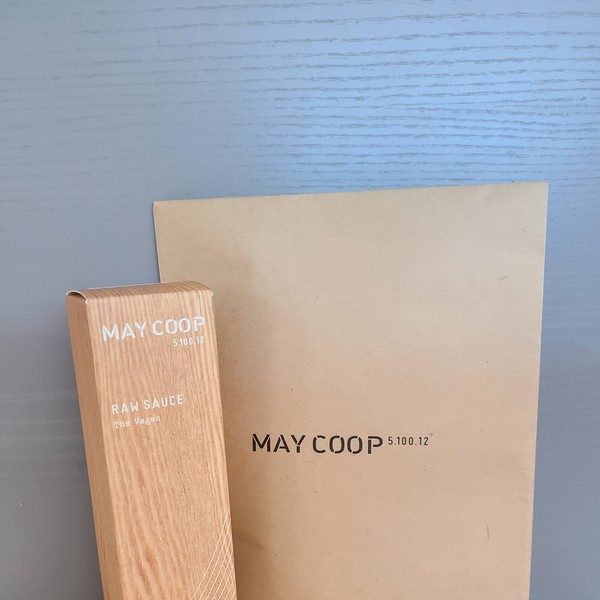 MAY COOP
5.100.12
RAW SAUCE
The Vegan
MAY COOP 5.100.12